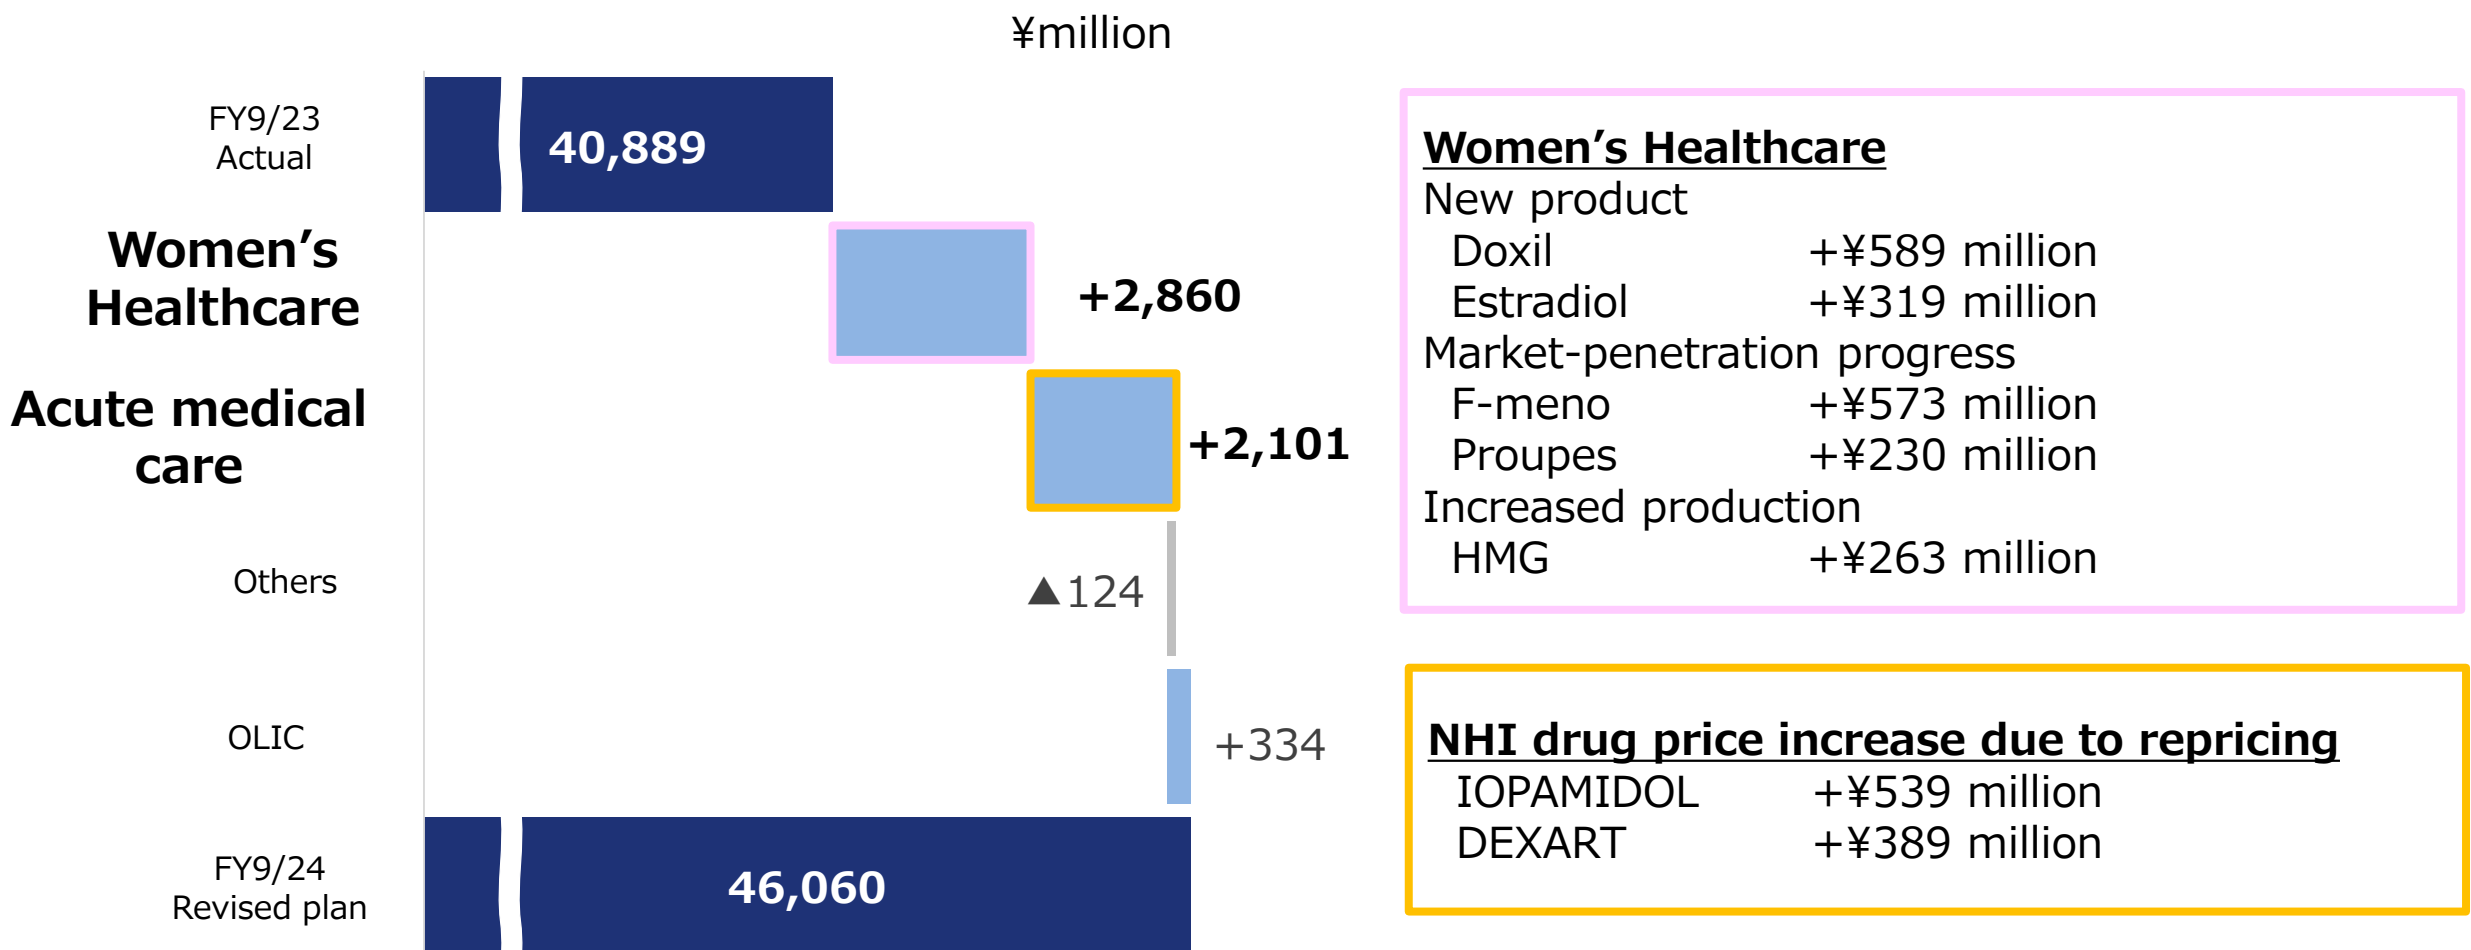 ¥million
FY9/23
Actual
40,889
Women’s
Healthcare
+2,860
Acute medical
care
+2,101
Others
▲124
OLIC
+334
FY9/24
Revised plan
46,060
Women’s Healthcare
New product
Doxil +¥589 million
Estradiol +¥319 million
Market-penetration progress
F-meno +¥573 million
Proupes +¥230 million
Increased production
HMG +¥263 million
NHI drug price increase due to repricing
IOPAMIDOL +¥539 million
DEXART +¥389 million